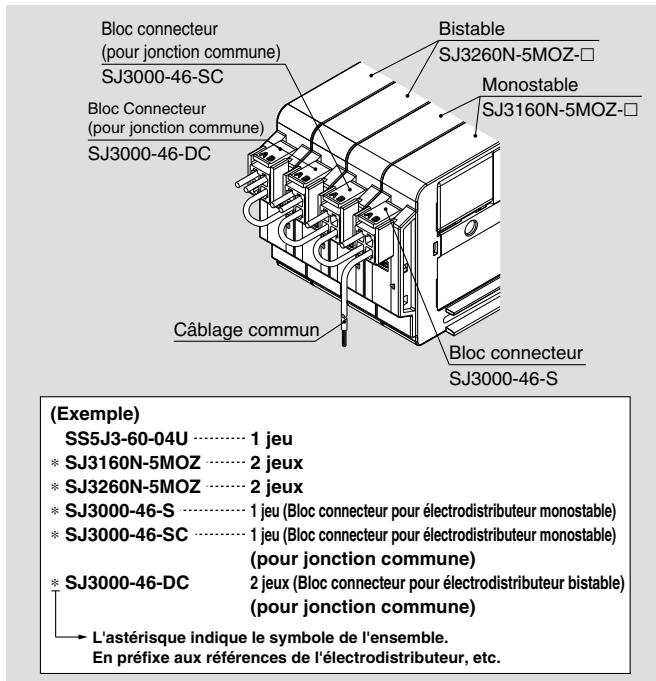 Bloc connecteur
(pour jonction commune)
SJ3000-46-SC
Bistable
SJ3260N-5MOZ-□
Monostable
SJ3160N-5MOZ-□
Bloc Connecteur
(pour jonction commune)
SJ3000-46-DC
Câblage commun
Bloc connecteur
SJ3000-46-S
(Exemple)
SS5J3-60-04U ·········· 1 jeu
* SJ3160N-5MOZ ········ 2 jeux
* SJ3260N-5MOZ ········ 2 jeux
* SJ3000-46-S ············· 1 jeu (Bloc connecteur pour électrodistributeur monostable)
* SJ3000-46-SC ·········· 1 jeu (Bloc connecteur pour électrodistributeur monostable)
(pour jonction commune)
* SJ3000-46-DC 2 jeux (Bloc connecteur pour électrodistributeur bistable)
(pour jonction commune)
L'astérisque indique le symbole de l'ensemble.
En préfixe aux références de l'électrodistributeur, etc.